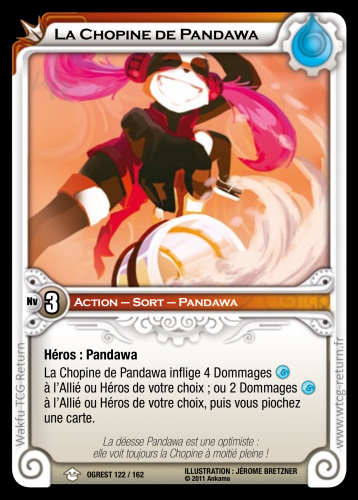 La Chopine de Pandawa
Nv 3 Action – Sort – Pandawa
Héros : Pandawa
La Chopine de Pandawa inflige 4 Dommages
à l'Allié ou Héros de votre choix ; ou 2 Dommages
à l'Allié ou Héros de votre choix, puis vous piochez
une carte.
La déesse Pandawa est une optimiste :
elle voit toujours la Chopine à moitié pleine !
OGREST 122 / 162
ILLUSTRATION : JÉROME BRETZNER
© 2011 Ankama
Wakfu TCG Return
www.wtcg-return.fr